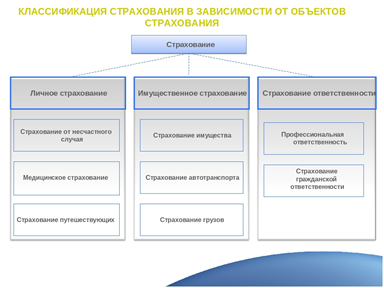 КЛАССИФИКАЦИЯ СТРАХОВАНИЯ В ЗАВИСИМОСТИ ОТ ОБЪЕКТОВ
СТРАХОВАНИЯ
Страхование
Личное страхование
Страхование от несчастного
случая
Медицинское страхование
Страхование путешествующих
Имущественное страхование
Страхование имущества
Страхование автотранспорта
Страхование грузов
Страхование ответственности
Профессиональная
ответственность
Страхование
гражданской
ответственности